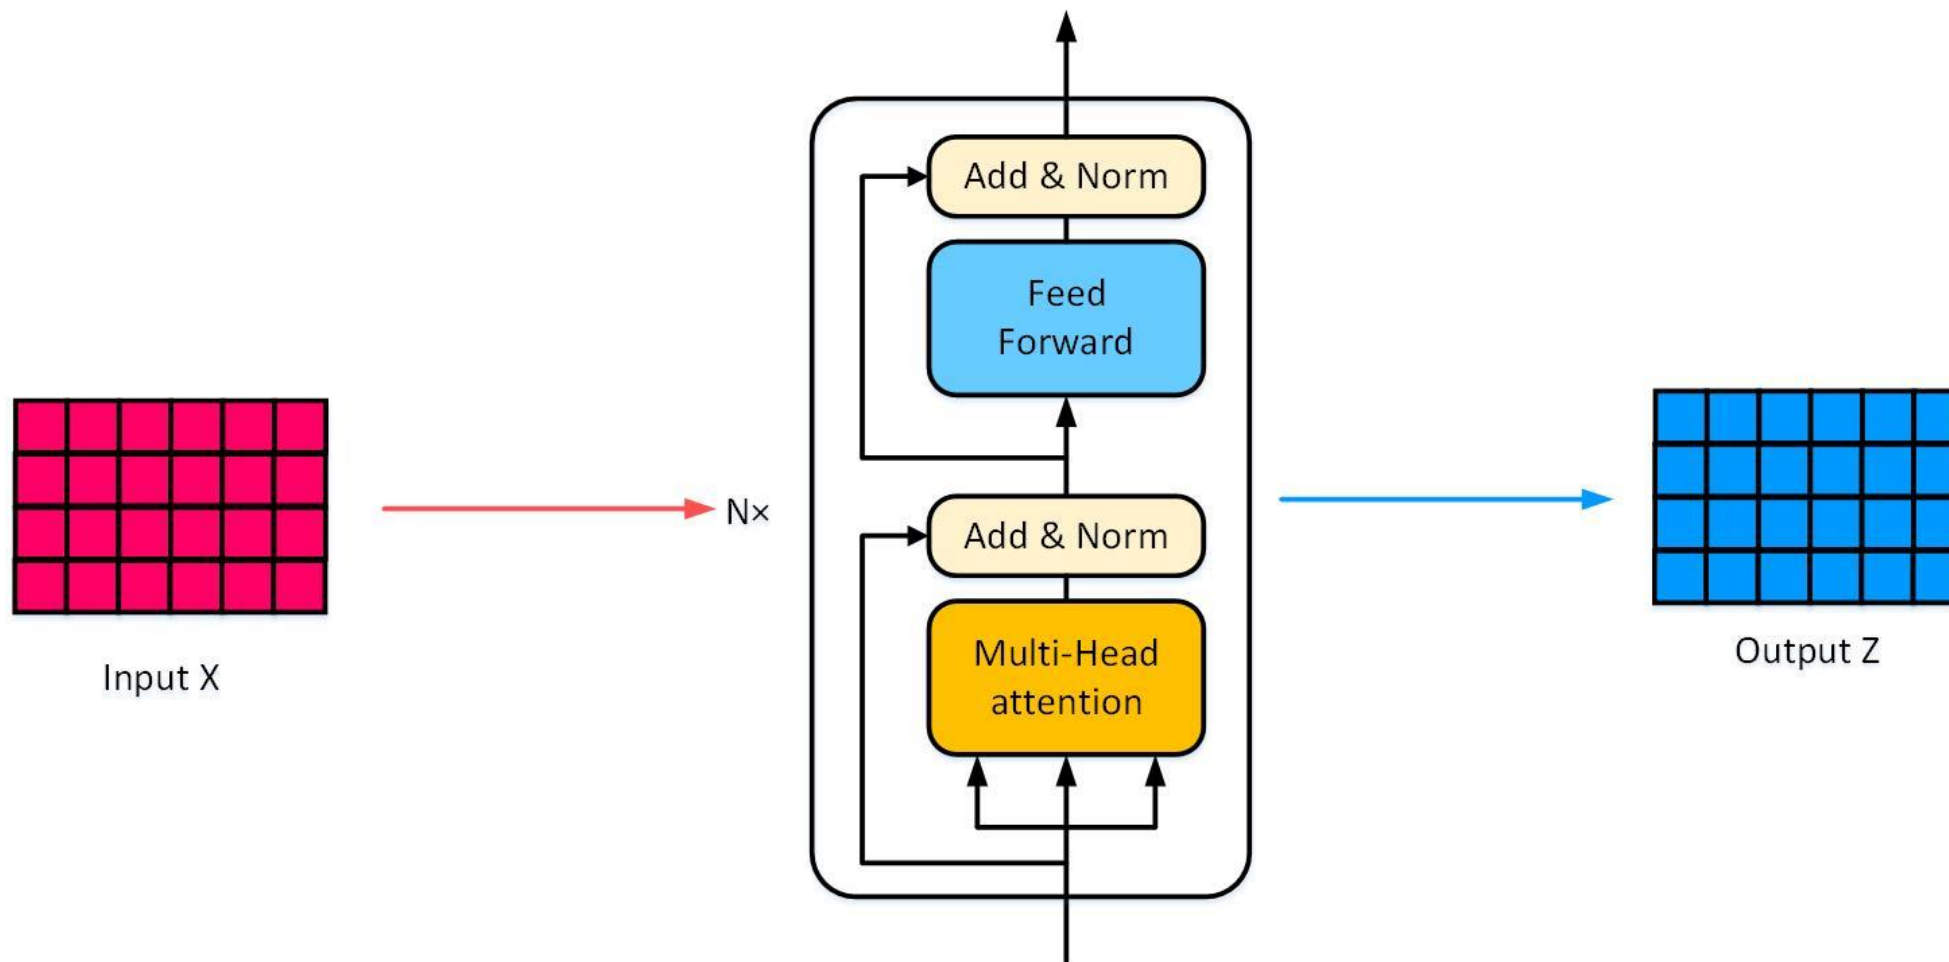 Add & Norm
Feed
Forward
N×
Add & Norm
Multi-Head
attention
Input X
Output Z